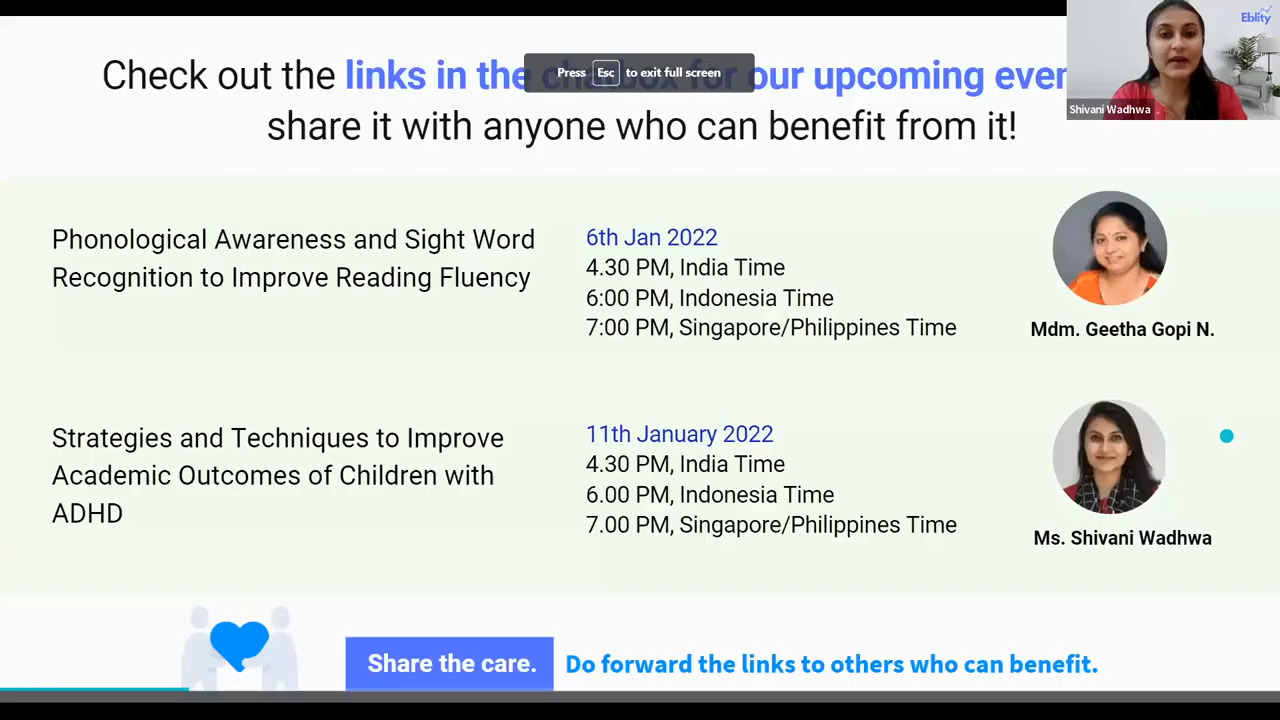 Check out the links in the chatbox for our upcoming even
share it with anyone who can benefit from it!
Press Esc to exit full screen
Eblity
Shivani Wadhwa
Phonological Awareness and Sight Word
Recognition to Improve Reading Fluency
6th Jan 2022
4.30 PM, India Time
6:00 PM, Indonesia Time
7:00 PM, Singapore/Philippines Time
Mdm. Geetha Gopi N.
Strategies and Techniques to Improve
Academic Outcomes of Children with
ADHD
11th January 2022
4.30 PM, India Time
6.00 PM, Indonesia Time
7.00 PM, Singapore/Philippines Time
Ms. Shivani Wadhwa
Share the care.
Do forward the links to others who can benefit.